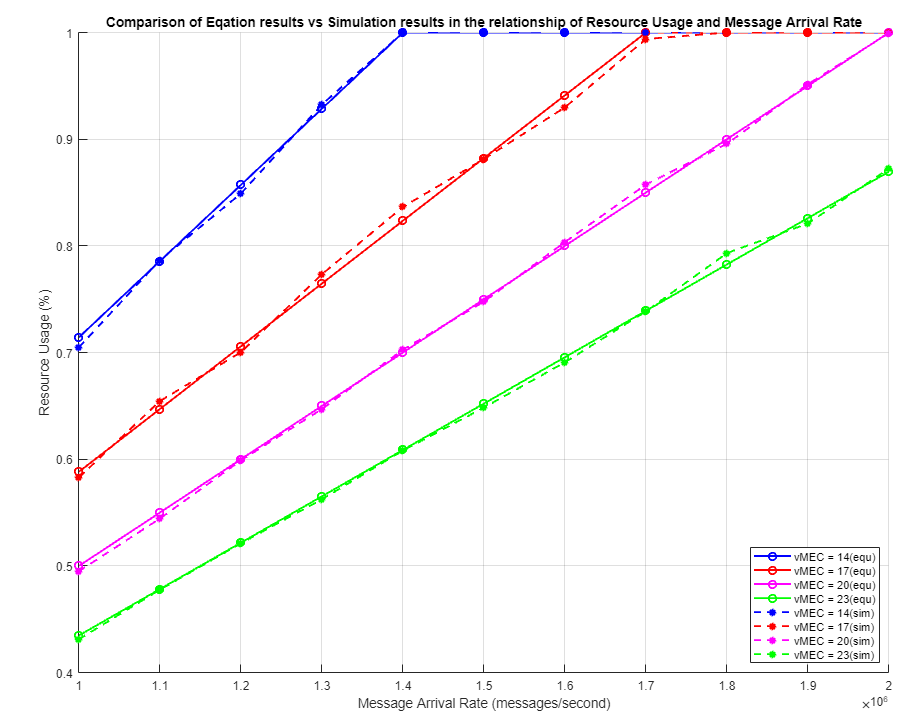 Comparison of Eqation results vs Simulation results in the relationship of Resource Usage and Message Arrival Rate
1
0.9
0.8
0.7
0.6
0.5
0.4
Resource Usage (%)
1
1.1
1.2
1.3
1.4
1.5
1.6
1.7
1.8
1.9
2
Message Arrival Rate (messages/second)
×10⁶
vMEC = 14(equ)
vMEC = 17(equ)
vMEC = 20(equ)
vMEC = 23(equ)
vMEC = 14(sim)
vMEC = 17(sim)
vMEC = 20(sim)
vMEC = 23(sim)